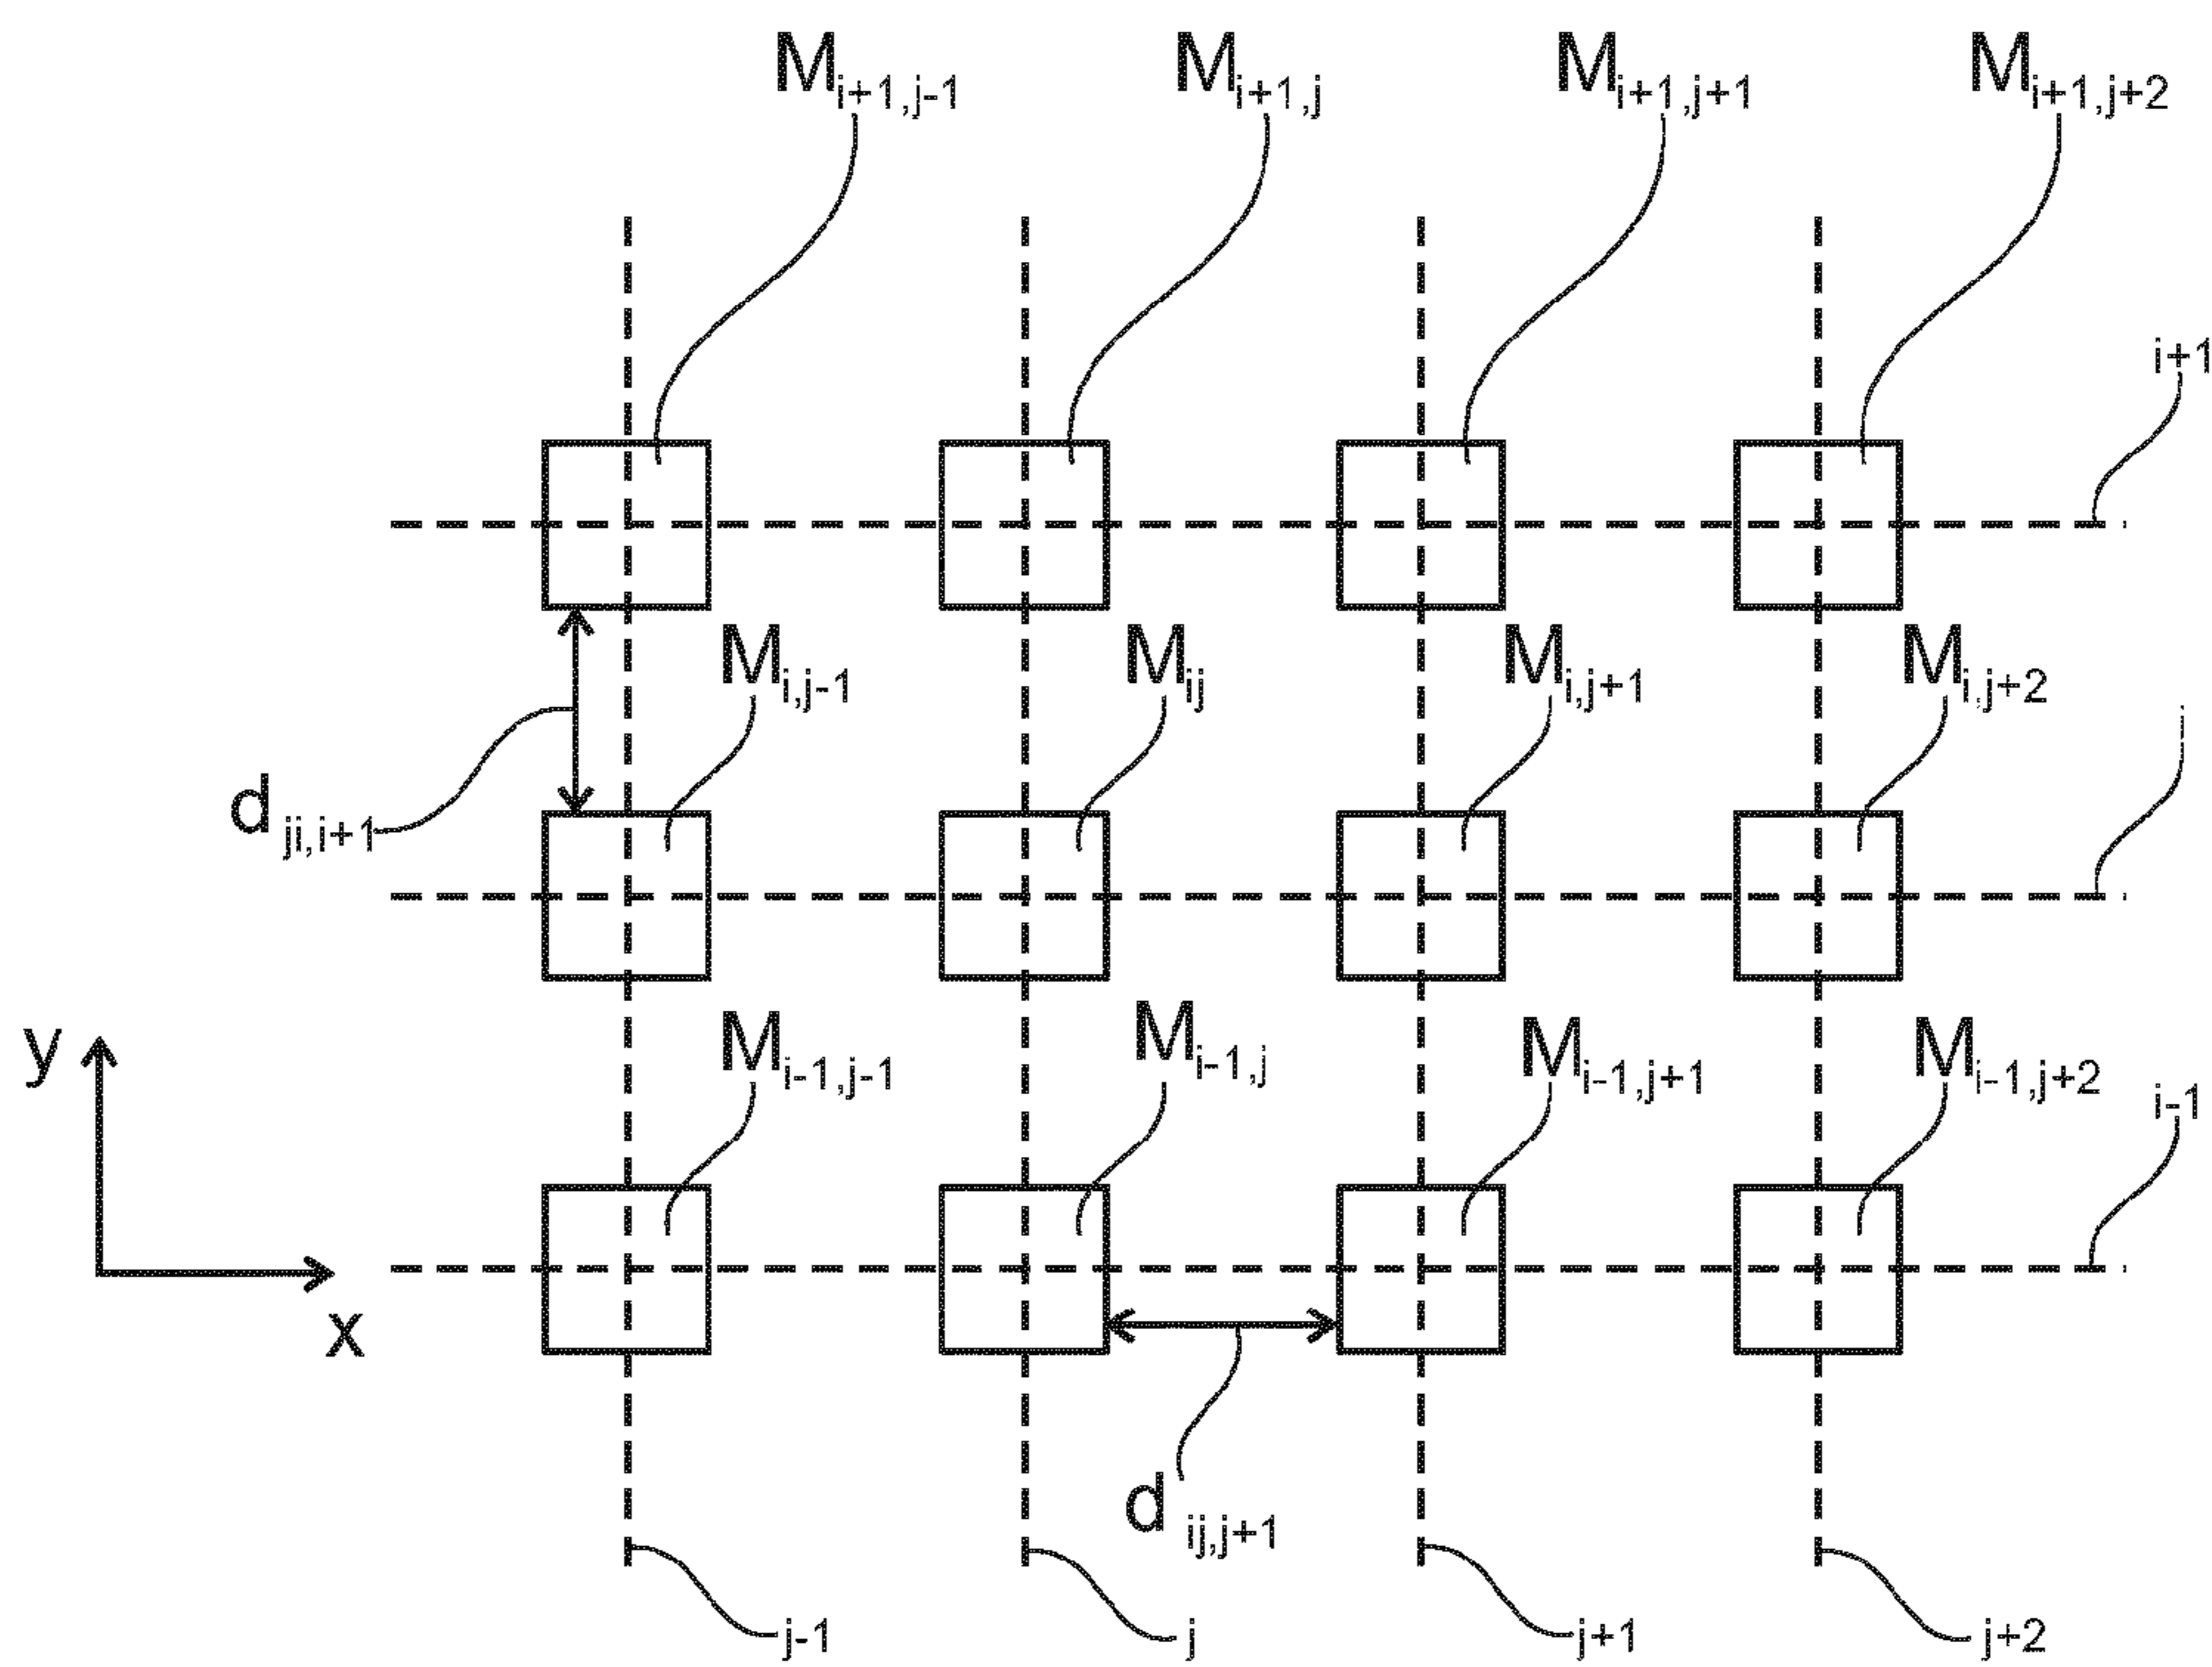 M_{i+1,j-1} M_{i+1,j} M_{i+1,j+1} M_{i+1,j+2}
i+1
M_{i,j-1} M_{ij} M_{i,j+1} M_{i,j+2}
i
d_{ji,i+1}
y
M_{i-1,j-1} M_{i-1,j} M_{i-1,j+1} M_{i-1,j+2}
i-1
x
d_{ij,j+1}
j-1 j j+1 j+2